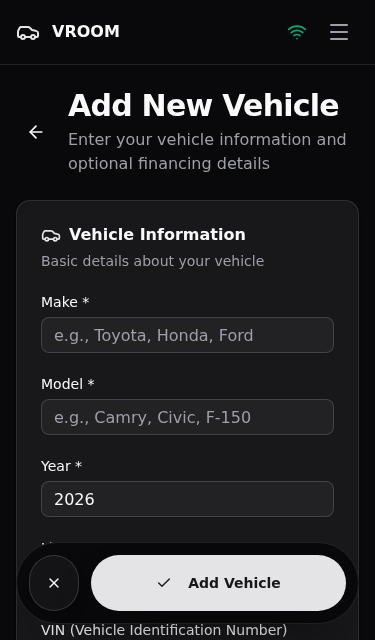 VROOM
Add New Vehicle
Enter your vehicle information and
optional financing details
Vehicle Information
Basic details about your vehicle
Make *
e.g., Toyota, Honda, Ford
Model *
e.g., Camry, Civic, F-150
Year *
2026
Add Vehicle
VIN (Vehicle Identification Number)